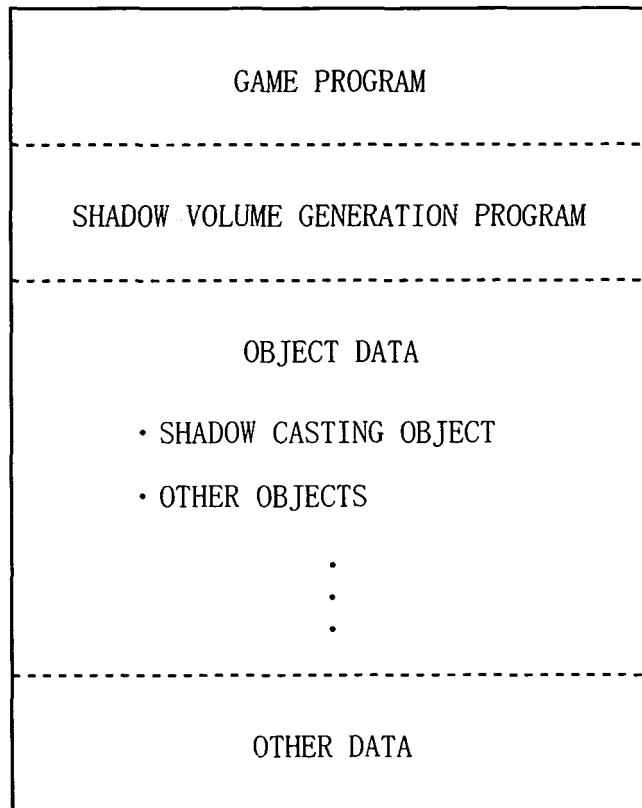 GAME PROGRAM
SHADOW VOLUME GENERATION PROGRAM
OBJECT DATA
・SHADOW CASTING OBJECT
・OTHER OBJECTS
・
・
・
OTHER DATA